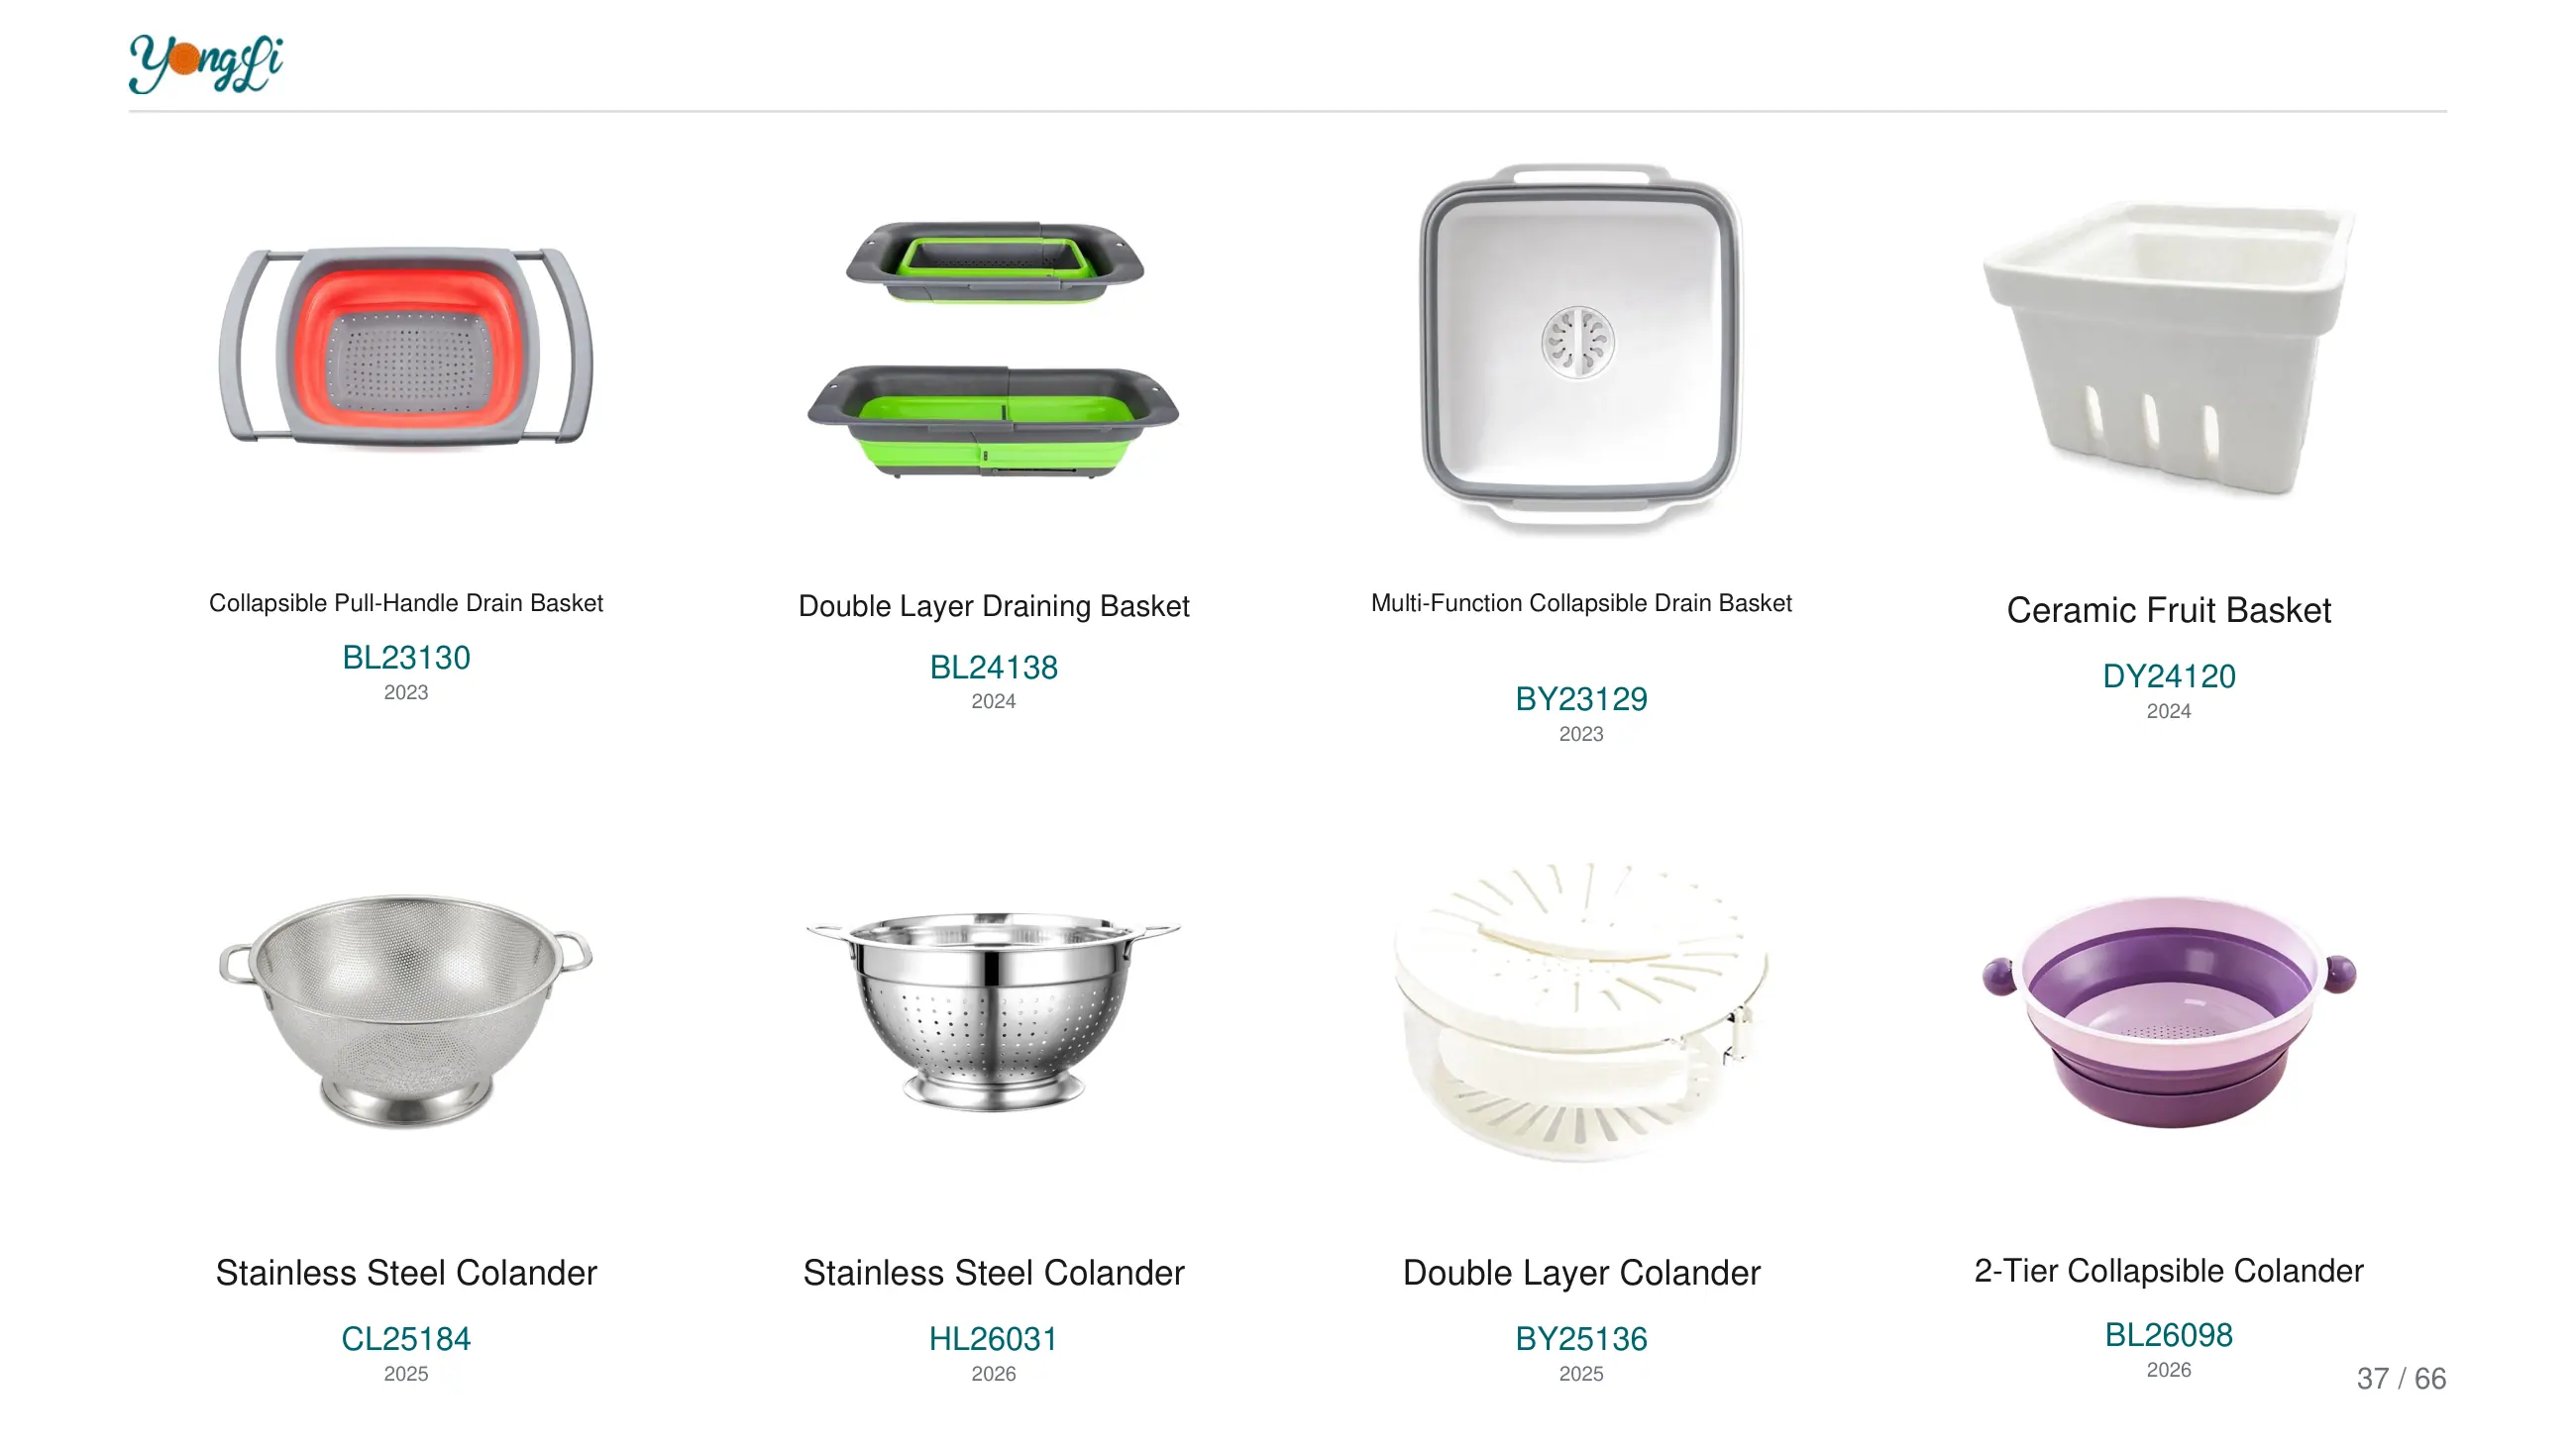 YongLi
Collapsible Pull-Handle Drain Basket
BL23130
2023
Double Layer Draining Basket
BL24138
2024
Multi-Function Collapsible Drain Basket
BY23129
2023
Ceramic Fruit Basket
DY24120
2024
Stainless Steel Colander
CL25184
2025
Stainless Steel Colander
HL26031
2026
Double Layer Colander
BY25136
2025
2-Tier Collapsible Colander
BL26098
2026
37 / 66